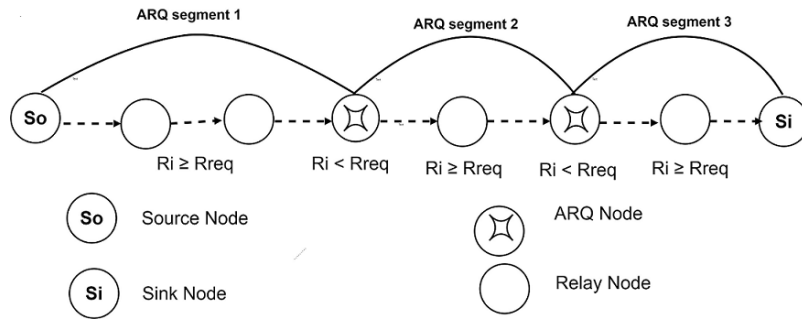 ARQ segment 1
ARQ segment 2
ARQ segment 3
So
Si
Ri ≥ Rreq
Ri < Rreq
Ri ≥ Rreq
Ri < Rreq
Ri ≥ Rreq
So
Source Node
ARQ Node
Si
Sink Node
Relay Node